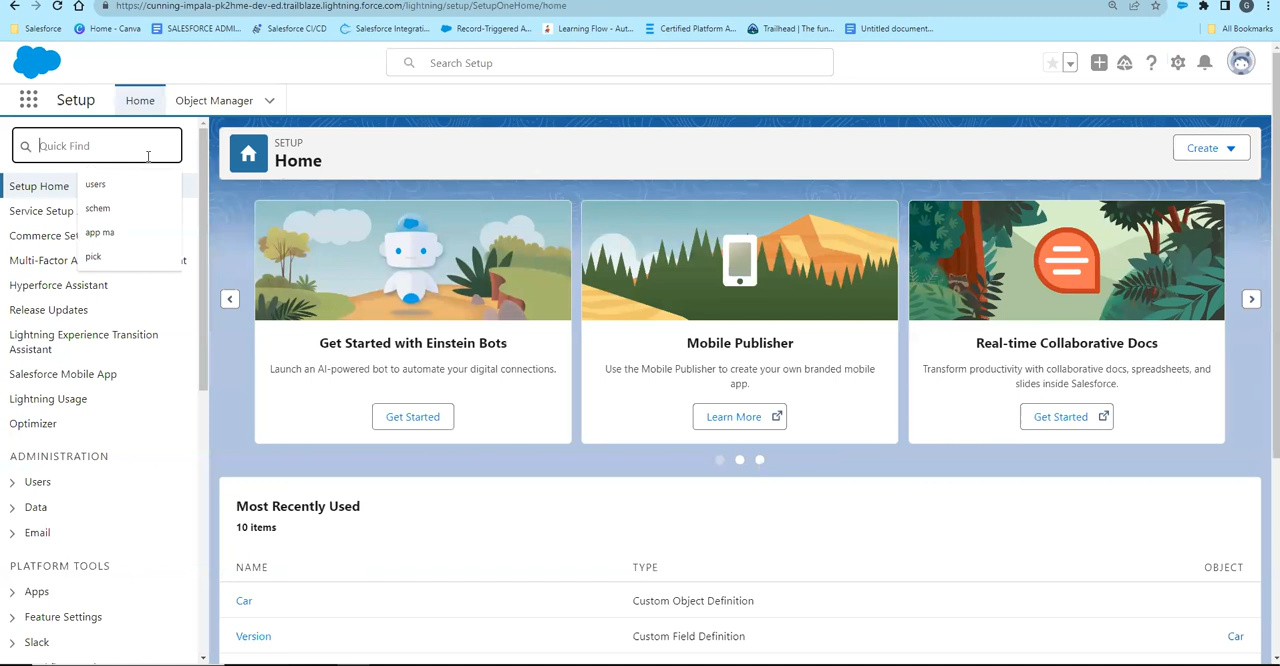 https://cunning-impala-pk2hme-dev-ed.trailblaze.lightning.force.com/lightning/setup/SetupOneHome/home
G
Salesforce
Home - Canva
SALESFORCE ADMI...
Salesforce CI/CD
Salesforce Integrati...
Record-Triggered A...
Learning Flow - Aut...
Certified Platform A...
Trailhead | The fun...
Untitled document...
All Bookmarks
Search Setup
Setup
Home
Object Manager
Quick Find
users
schem
app ma
pick
Setup Home
Service Setup
Commerce Set
Multi-Factor A
t
Hyperforce Assistant
Release Updates
Lightning Experience Transition
Assistant
Salesforce Mobile App
Lightning Usage
Optimizer
ADMINISTRATION
Users
Data
Email
PLATFORM TOOLS
Apps
Feature Settings
Slack
SETUP
Home
Create
Get Started with Einstein Bots
Launch an AI-powered bot to automate your digital connections.
Get Started
Mobile Publisher
Use the Mobile Publisher to create your own branded mobile
app.
Learn More
Real-time Collaborative Docs
Transform productivity with collaborative docs, spreadsheets, and
slides inside Salesforce.
Get Started
Most Recently Used
10 items
NAME TYPE OBJECT
Car Custom Object Definition
Version Custom Field Definition Car